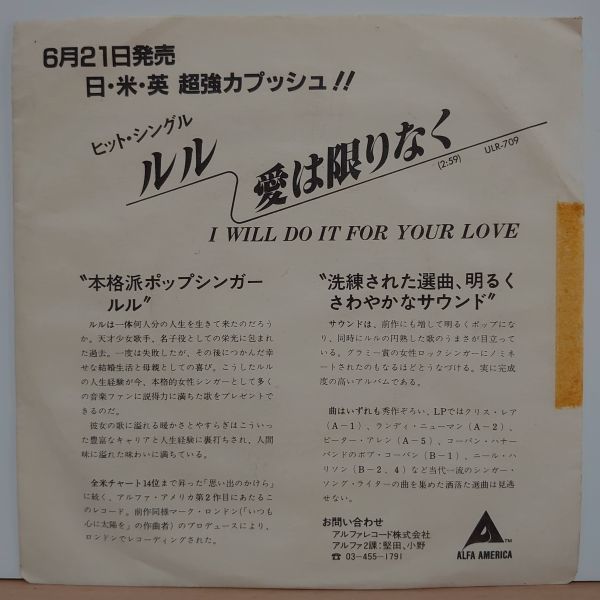 6月21日発売
日・米・英 超強力プッシュ!!
ヒット・シングル
ルル 愛は限りなく
(2:59) ULR-709
I WILL DO IT FOR YOUR LOVE
"本格派ポップシンガー
ルル"
ルルは一体何人分の人生を生きて来たのだろう
か。天才少女歌手、名子役としての栄光に包まれ
た過去。一度は失敗したが、その後につかんだ幸
せな結婚生活と母親としての喜び。こうしたルル
の人生経験が今、本格的な女性シンガーとして多く
の音楽ファンに説得力に満ちた歌をプレゼントで
きるのだ。
彼女の歌に溢れる暖かさとやすらぎはこういっ
た豊富なキャリアと人生経験に裏打ちされ、人間
味に溢れた味わいに満ちている。
全米チャート14位まで昇った「思い出のかけら」
に続く、アルファ・アメリカ第2作目にあたるこ
のレコード。前作同様マーク・ロンドン(「いつも
心に太陽を」の作曲者)のプロデュースにより、
ロンドンでレコーディングされた。
"洗練された選曲、明るく
さわやかなサウンド"
サウンドは、前作にも増して明るくポップにな
り、同時にルルの円熟した歌のうまさが目立って
いる。グラミー賞の女性ロックシンガーにノミネ
ートされたのもなるほどとうなづける。実に完成
度の高いアルバムである。
曲はいずれも秀作ぞろい、LPではクリス・レア
(A-1)、ランディ・ニューマン(A-2)、
ピーター・アレン(A-5)、コーバン・ハナー
バンドのボブ・コーバン(B-1)、ニール・ハ
リソン(B-2、4)など当代一流のシンガー・
ソング・ライターの曲を集めた洒落た選曲は見逃
せない。
お問い合わせ
アルファレコード株式会社
アルファ2課:堅田、小野
☎ 03-455-1791
TM
ALFA AMERICA